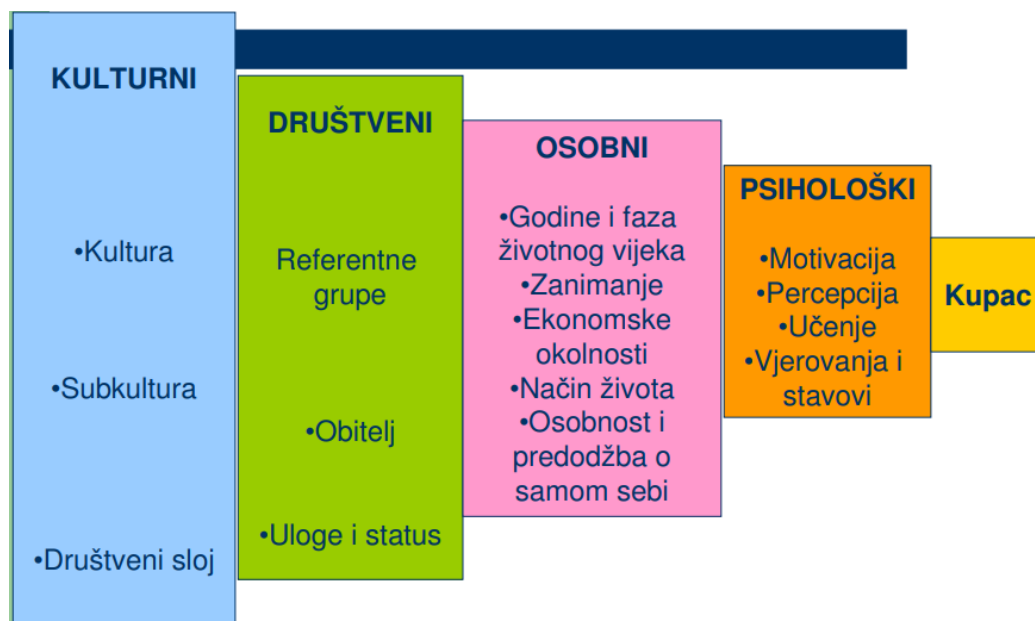 KULTURNI
•Kultura
•Subkultura
•Društveni sloj
DRUŠTVENI
Referentne
grupe
•Obitelj
•Uloge i status
OSOBNI
•Godine i faza
životnog vijeka
•Zanimanje
•Ekonomske
okolnosti
•Način života
•Osobnost i
predodžba o
samom sebi
PSIHOLOŠKI
•Motivacija
•Percepcija
•Učenje
•Vjerovanja i
stavovi
Kupac